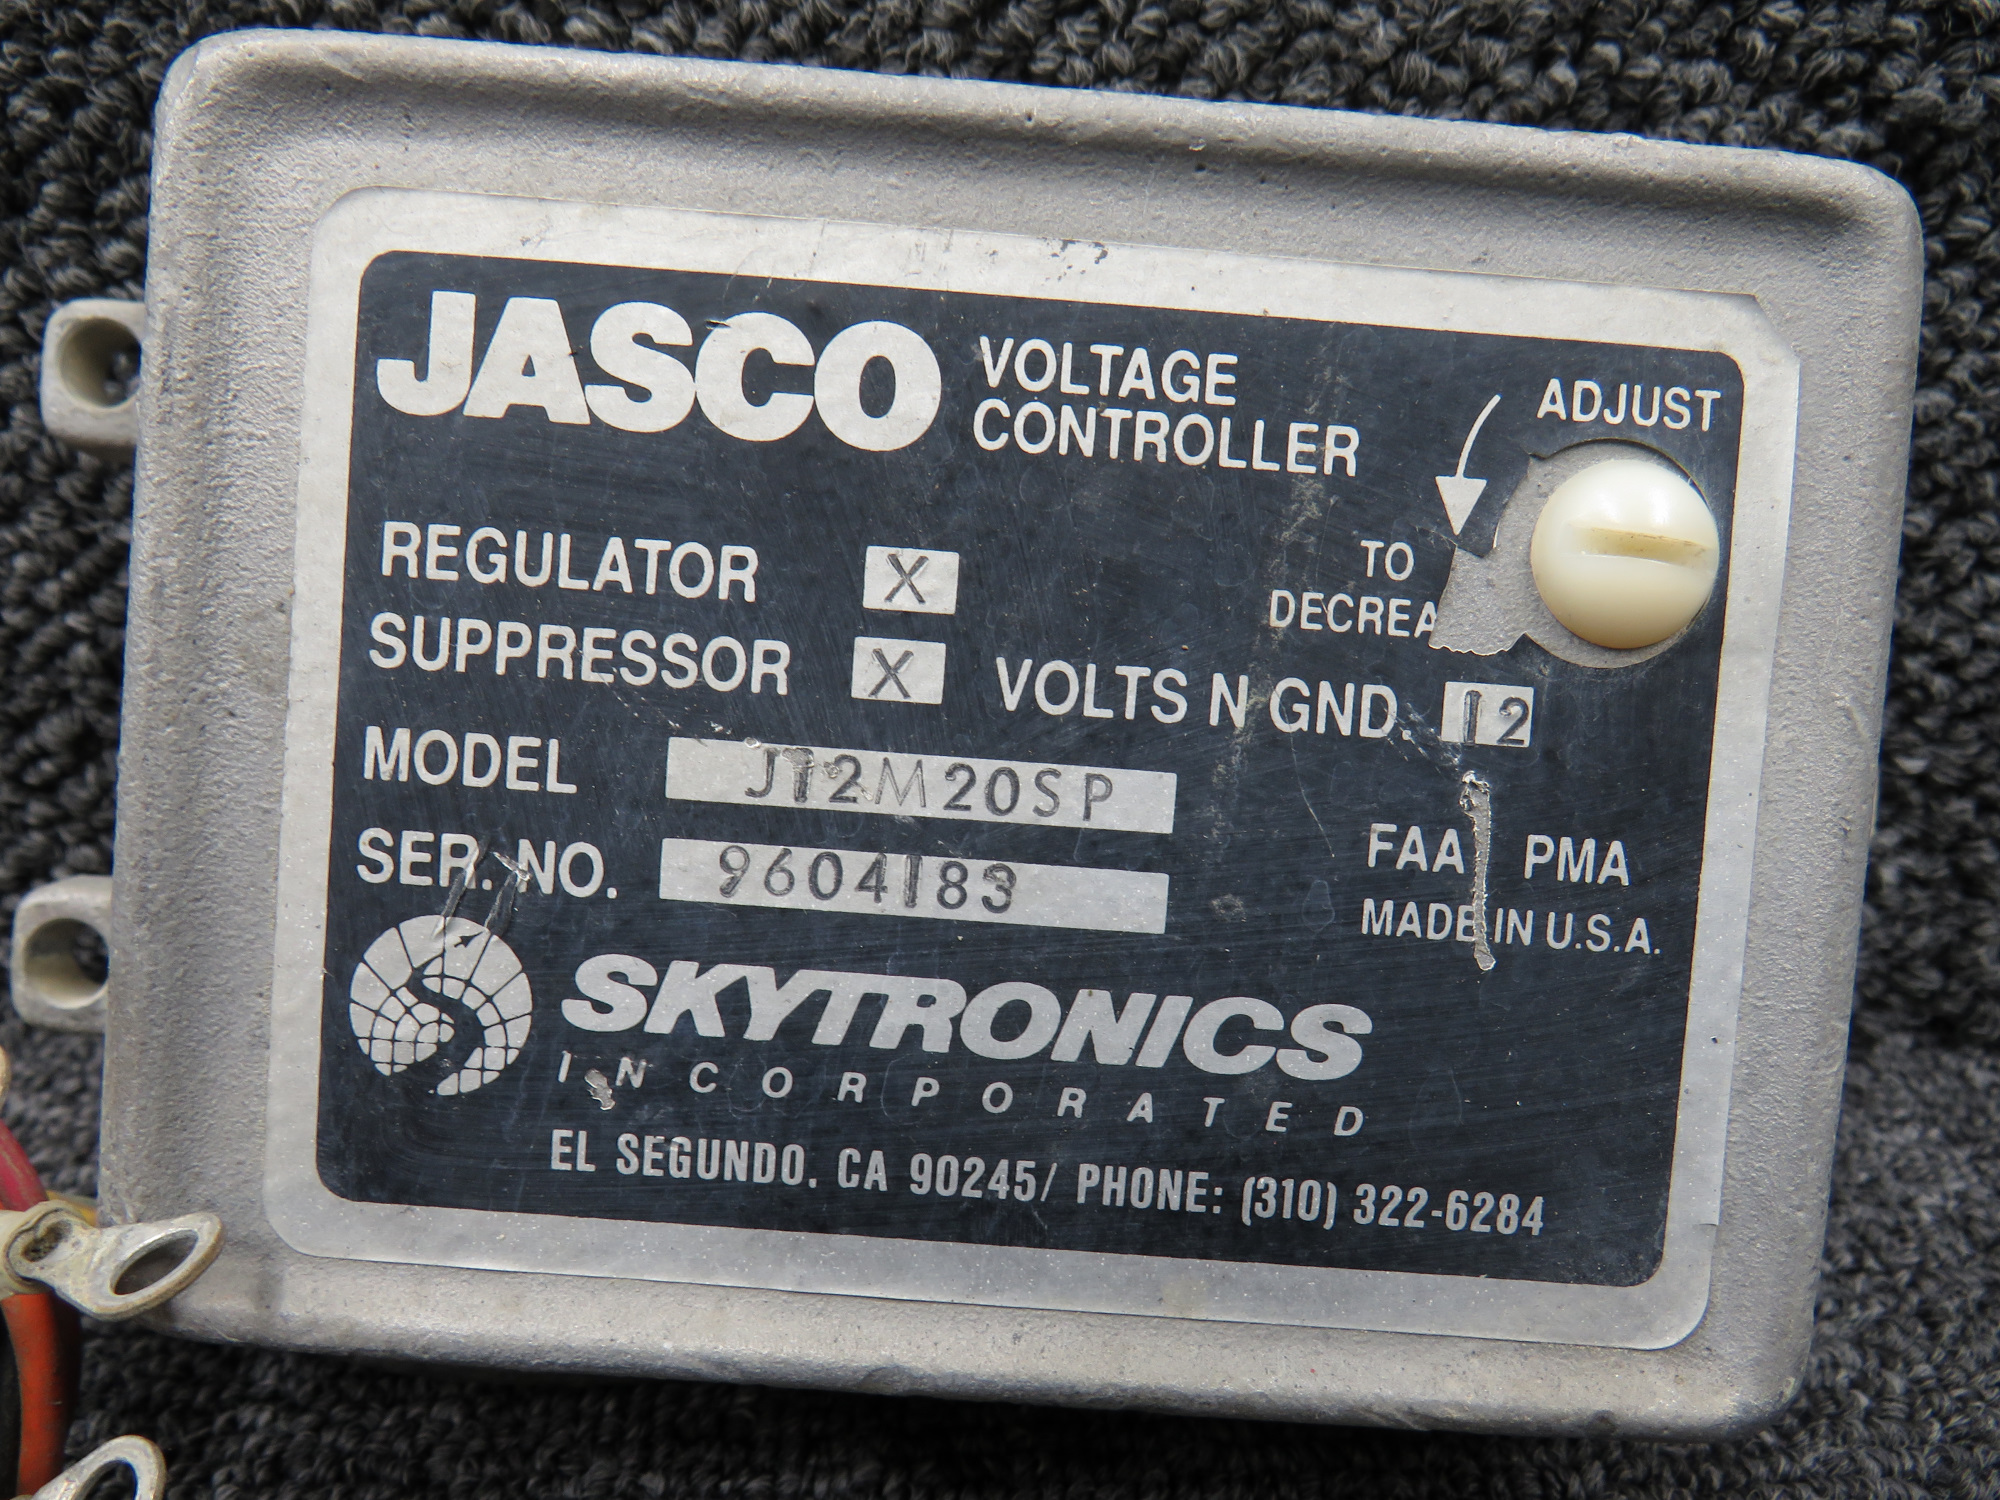 JASCO VOLTAGE CONTROLLER
ADJUST
TO
DECREA
REGULATOR X
SUPPRESSOR X VOLTS N GND. 12
MODEL J12M20SP
SER. NO. 9604183
FAA PMA
MADE IN U.S.A.
SKYTRONICS
INCORPORATED
EL SEGUNDO, CA 90245/ PHONE: (310) 322-6284